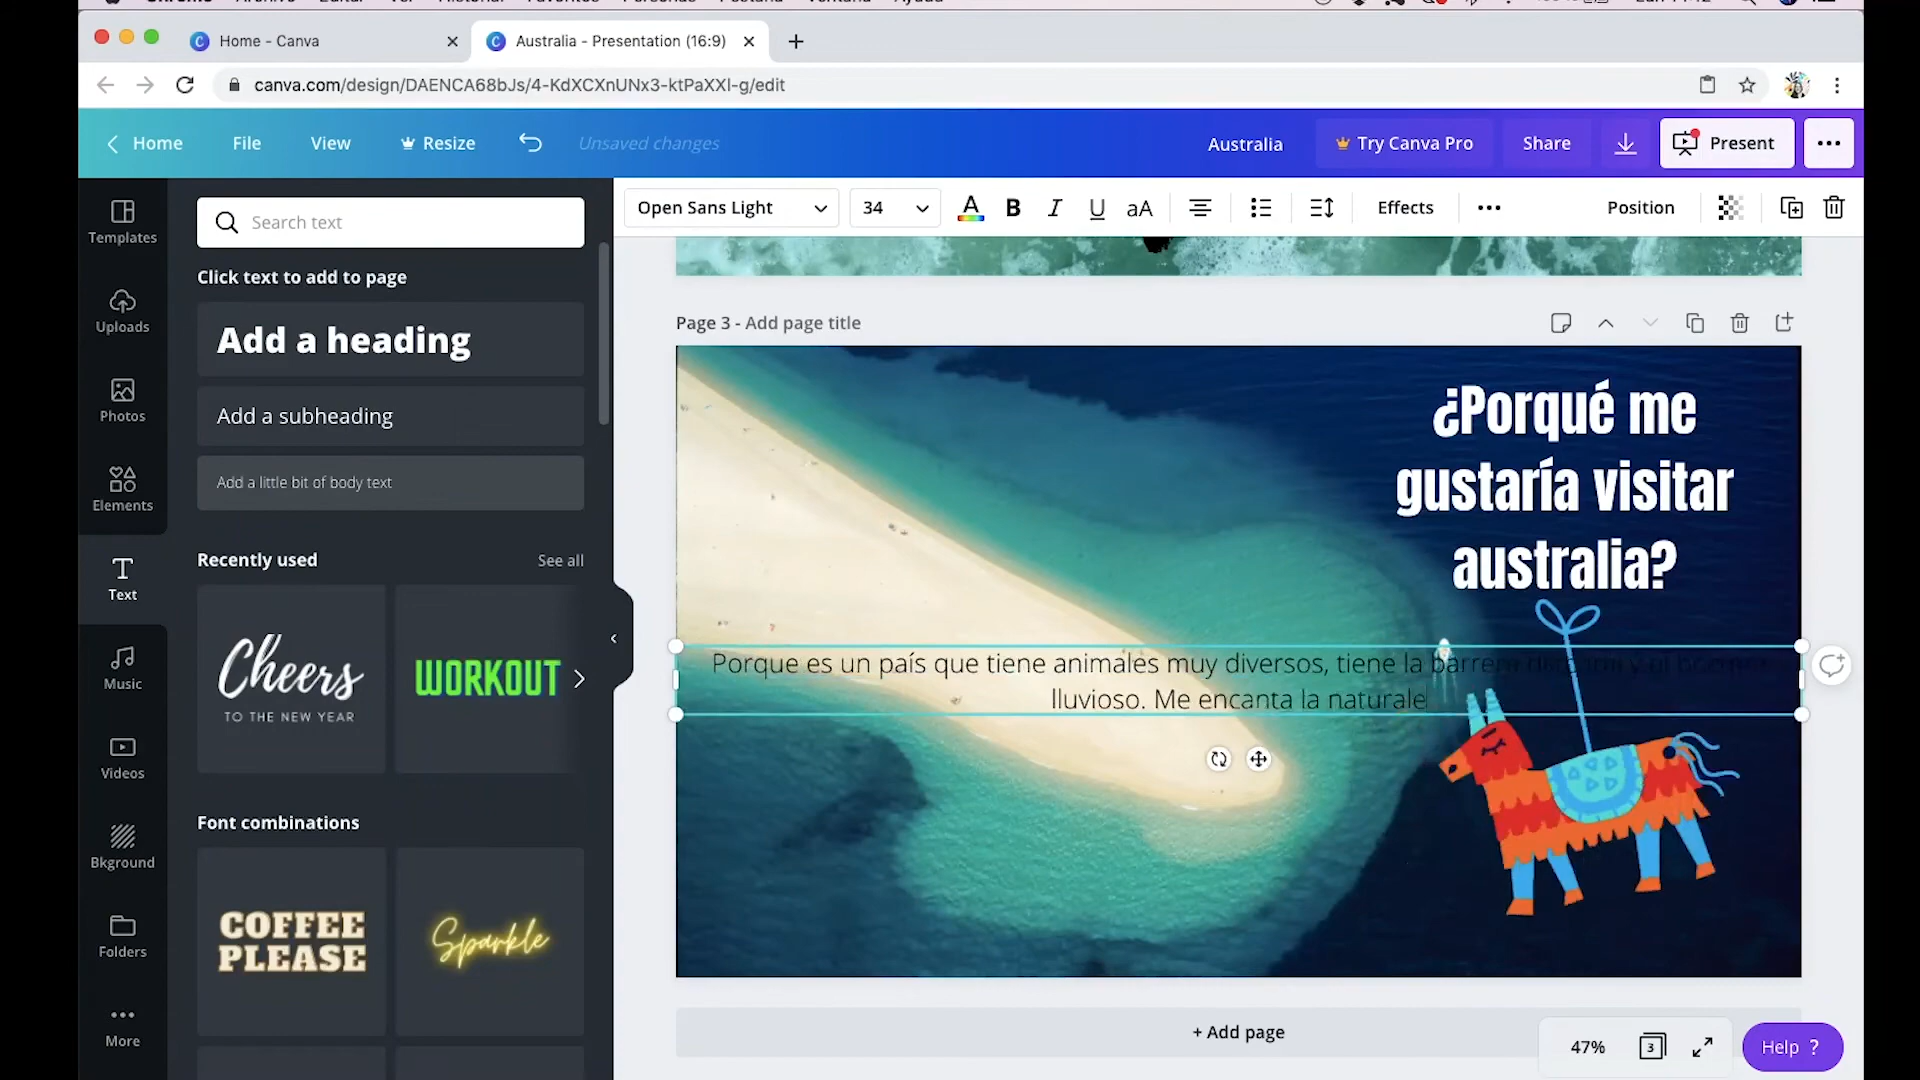 Home - Canva
Australia - Presentation (16:9)
canva.com/design/DAENCA68bJs/4-KdXCXnUNx3-ktPaXXI-g/edit
Home
File
View
Resize
Unsaved changes
Australia
Try Canva Pro
Share
Present
Open Sans Light
34
A
B
I
U
aA
Effects
Position
Templates
Uploads
Photos
Elements
Text
Music
Videos
Bkground
Folders
More
Search text
Click text to add to page
Add a heading
Add a subheading
Add a little bit of body text
Recently used
See all
Cheers
TO THE NEW YEAR
WORKOUT
Font combinations
COFFEE
PLEASE
Sparkle
Page 3 - Add page title
¿Porqué me
gustaría visitar
australia?
Porque es un país que tiene animales muy diversos, tiene la
lluvioso. Me encanta la naturale
+ Add page
47%
3
Help ?